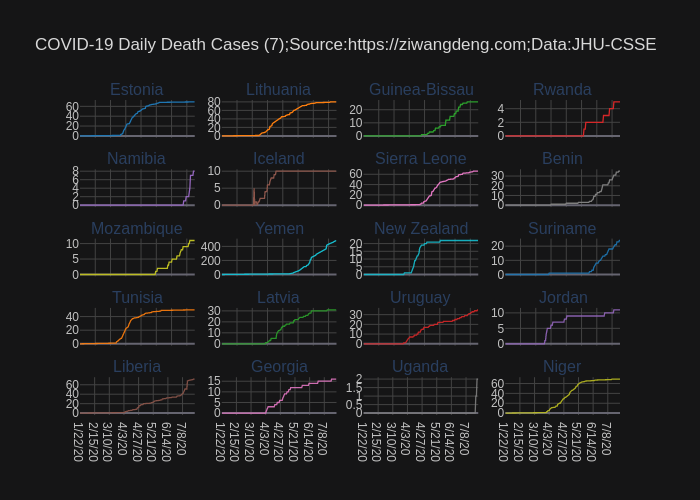 COVID-19 Daily Death Cases (7);Source:https://ziwangdeng.com;Data:JHU-CSSE
Estonia Lithuania Guinea-Bissau Rwanda
60 40 20 0
80 60 40 20 0
20 10 0
4 2 0
Namibia Iceland Sierra Leone Benin
8 6 4 2 0
10 5 0
60 40 20 0
30 20 10 0
Mozambique Yemen New Zealand Suriname
10 5 0
400 200 0
20 15 10 5 0
20 10 0
Tunisia Latvia Uruguay Jordan
40 20 0
30 20 10 0
30 20 10 0
10 5 0
Liberia Georgia Uganda Niger
60 40 20 0
15 10 5 0
2 1.5 1 0.5 0
60 40 20 0
1/22/20 2/15/20 3/10/20 4/3/20 4/27/20 5/21/20 6/14/20 7/8/20
1/22/20 2/15/20 3/10/20 4/3/20 4/27/20 5/21/20 6/14/20 7/8/20
1/22/20 2/15/20 3/10/20 4/3/20 4/27/20 5/21/20 6/14/20 7/8/20
1/22/20 2/15/20 3/10/20 4/3/20 4/27/20 5/21/20 6/14/20 7/8/20